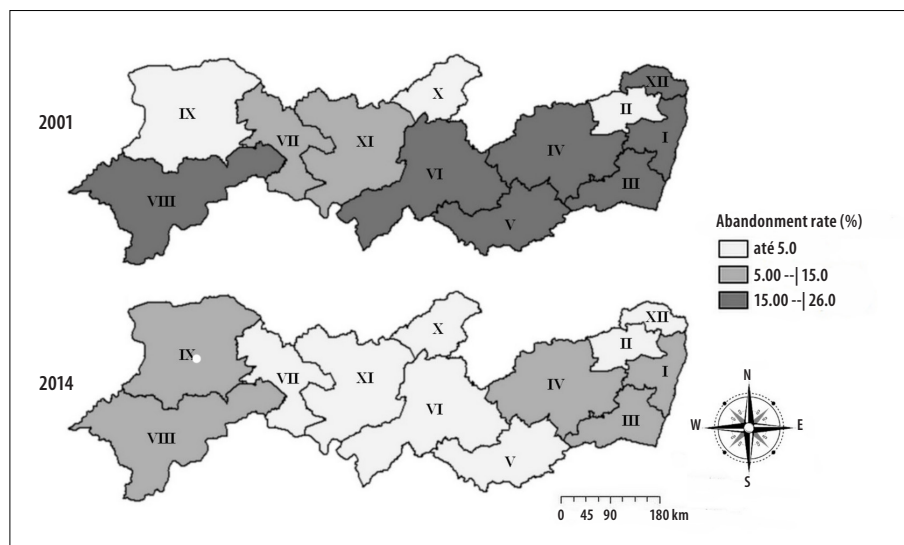 2001
IX
X
XII
II
I
VII
XI
IV
VI
III
VIII
V
Abandonment rate (%)
até 5.0
5.00 --| 15.0
15.00 --| 26.0
2014
IX
X
XII
II
I
VII
XI
IV
VI
III
VIII
V
N
W E
S
0 45 90 180 km